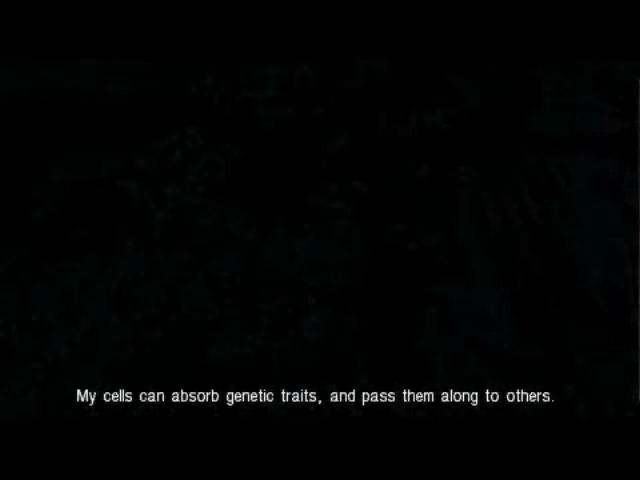 My cells can absorb genetic traits, and pass them along to others.